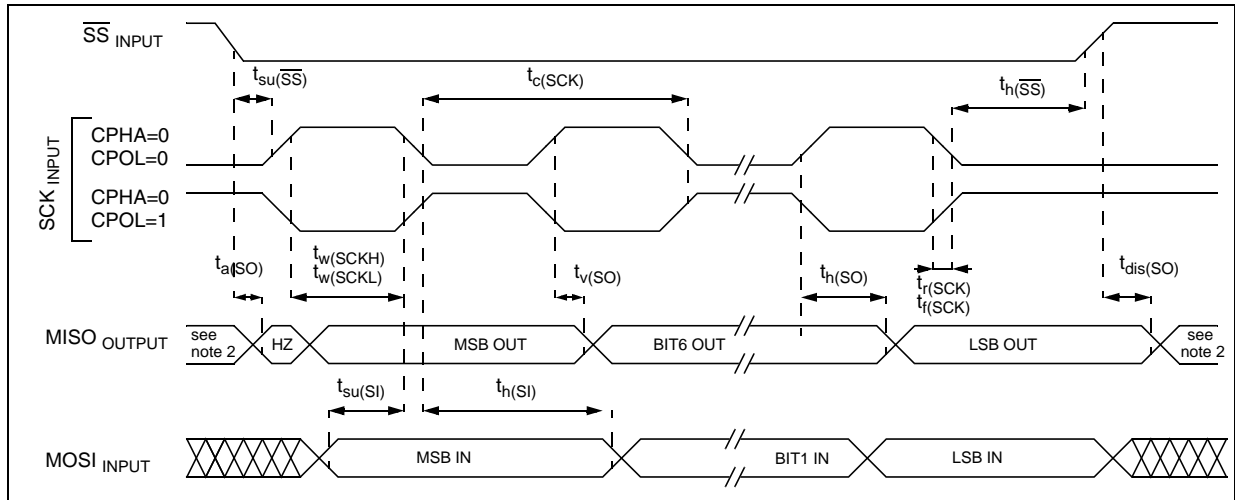 SS INPUT
tsu(SS)
tc(SCK)
th(SS)
SCK INPUT
CPHA=0
CPOL=0
CPHA=0
CPOL=1
ta(SO)
tw(SCKH)
tw(SCKL)
tv(SO)
th(SO)
tr(SCK)
tf(SCK)
tdis(SO)
MISO OUTPUT
see
note 2
HZ
MSB OUT
BIT6 OUT
LSB OUT
see
note 2
tsu(SI)
th(SI)
MOSI INPUT
MSB IN
BIT1 IN
LSB IN